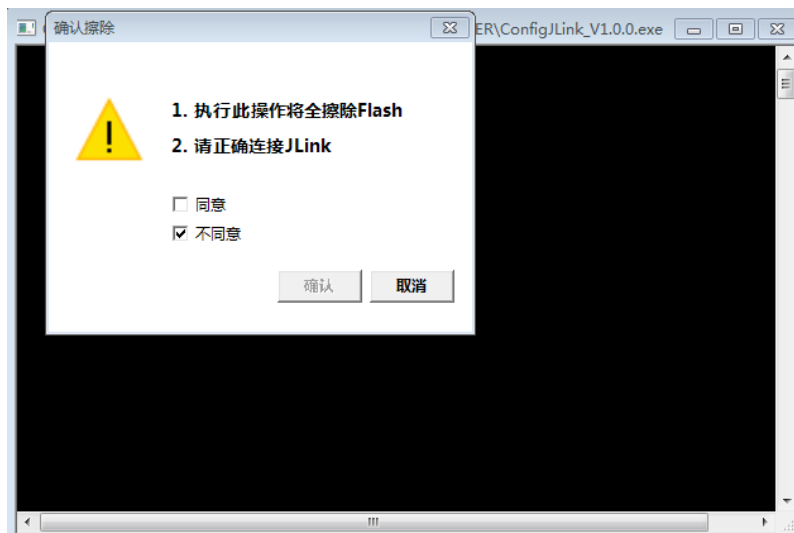 确认擦除
ER\ConfigJLink_V1.0.0.exe
1. 执行此操作将全擦除Flash
2. 请正确连接JLink
同意
不同意
确认
取消